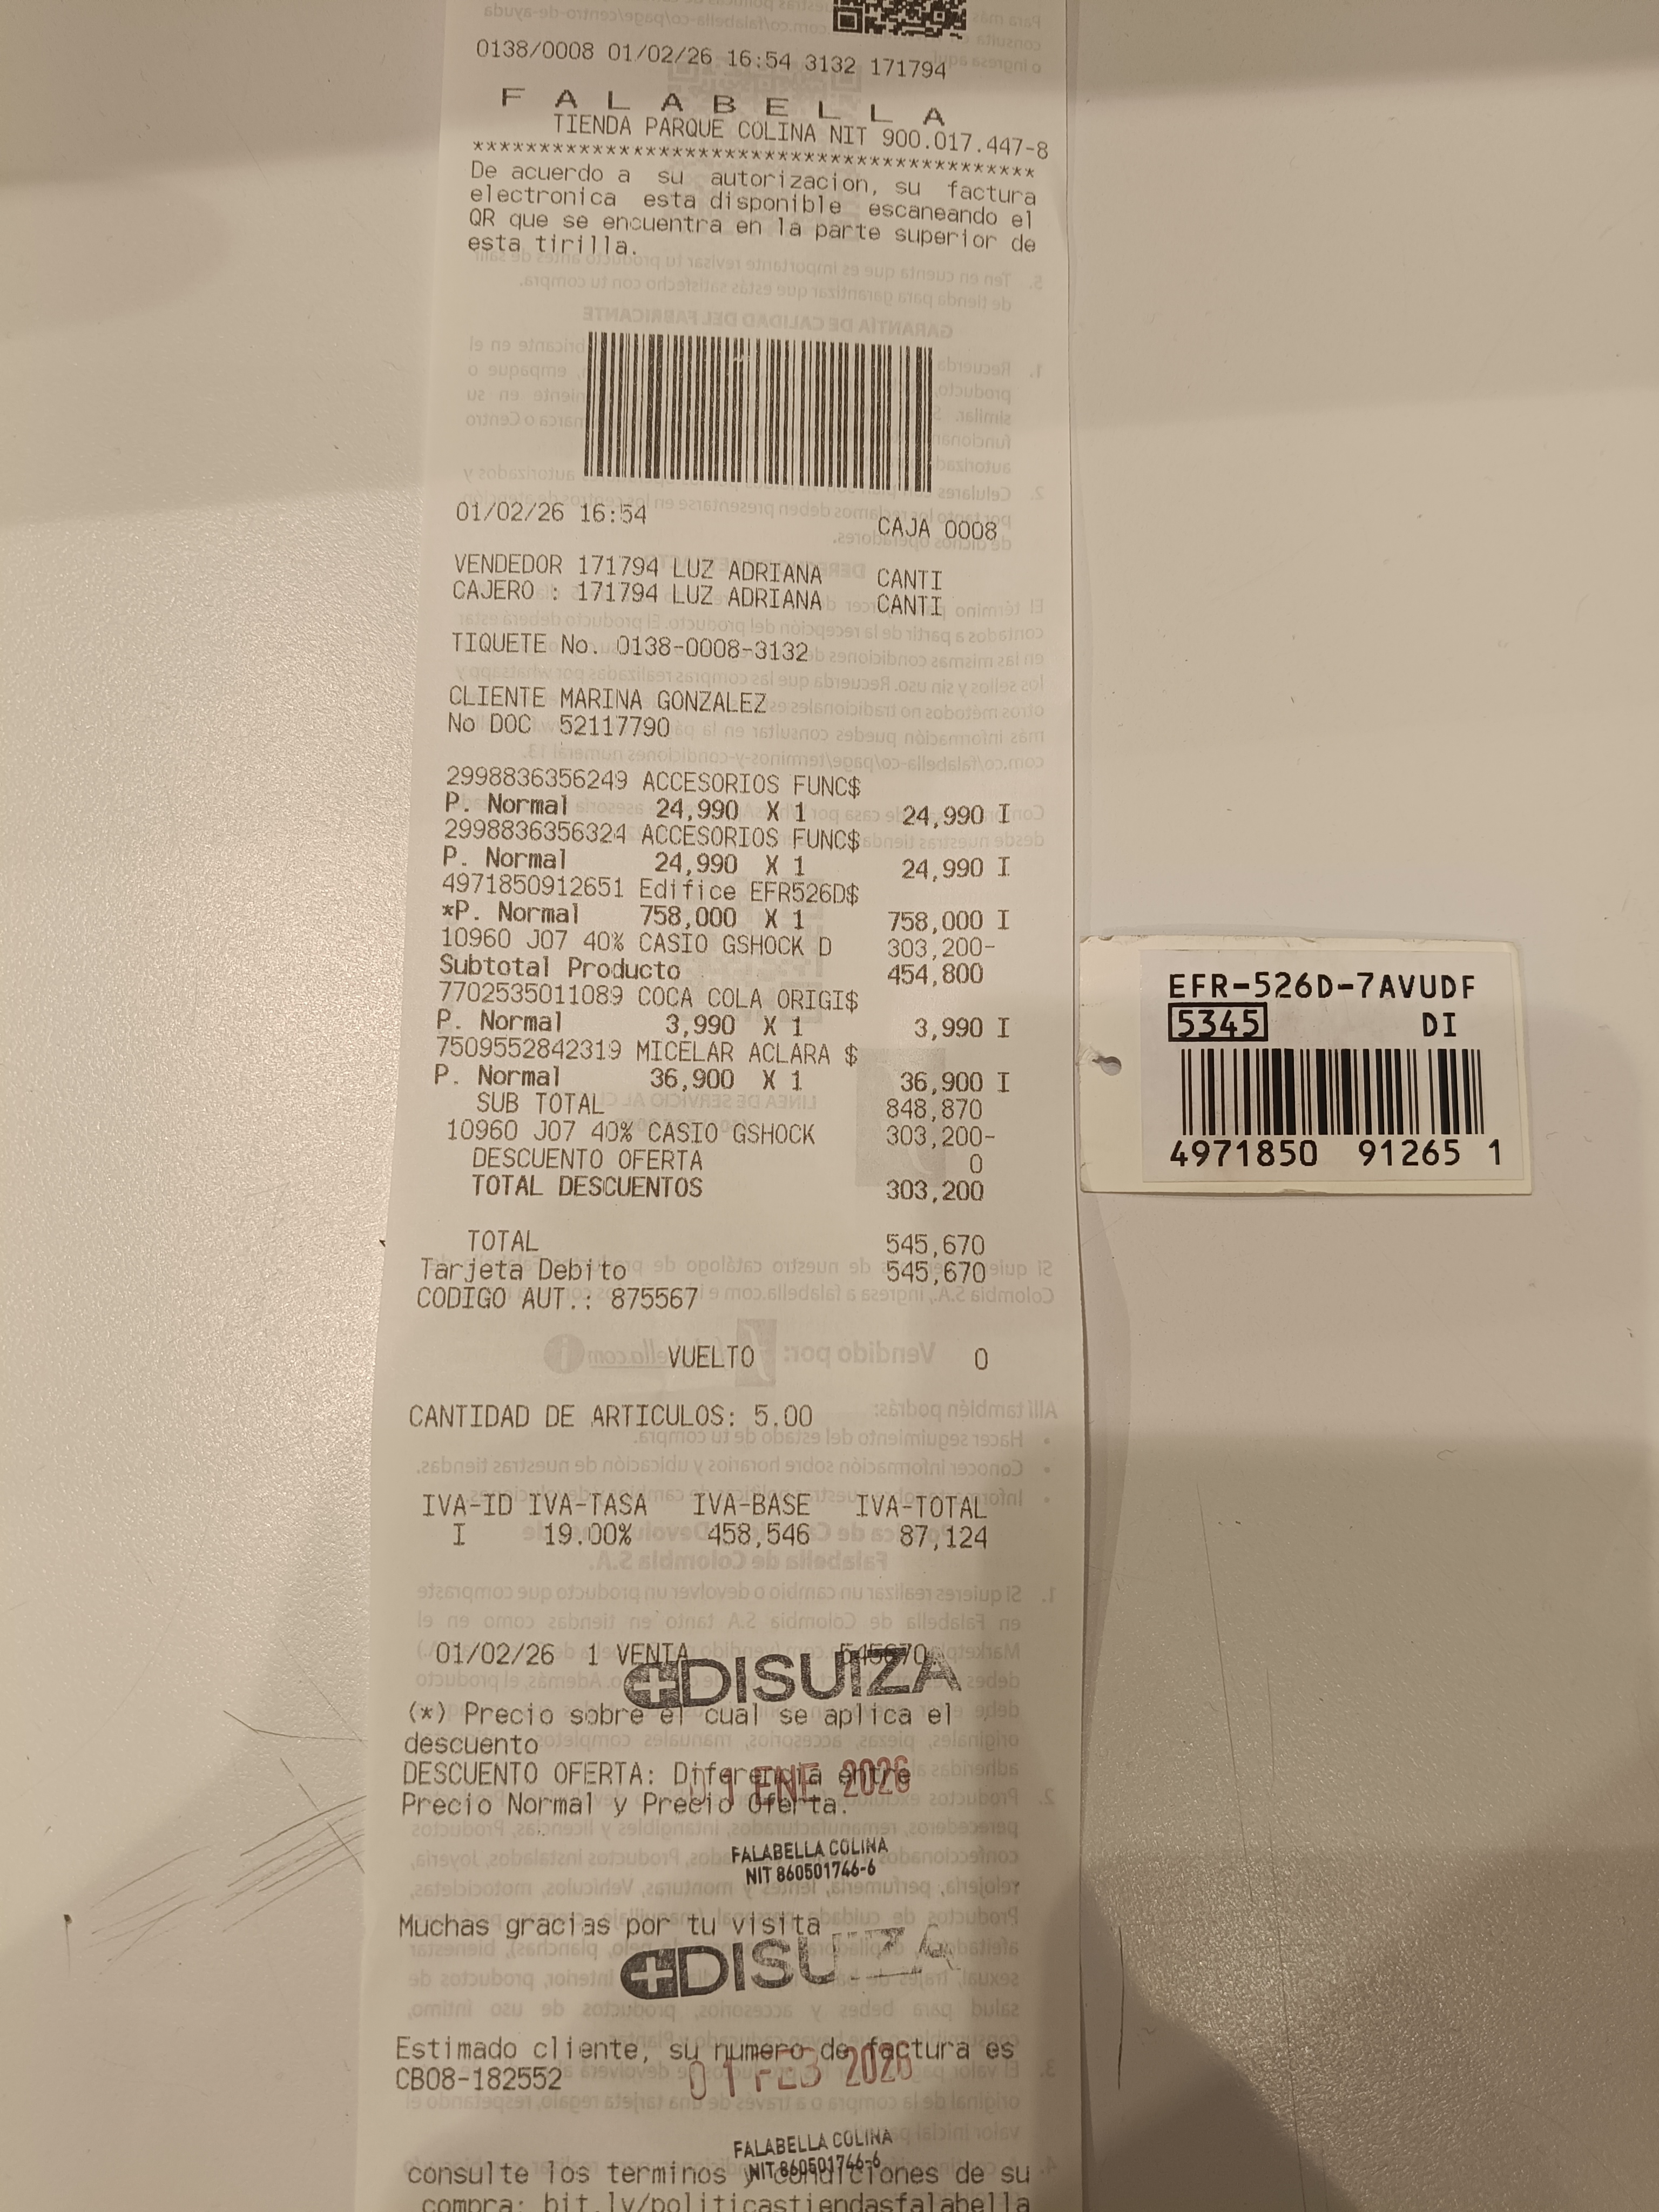 0138/0008 01/02/26 16:54 3132 171794
F A L A B E L L A
TIENDA PARQUE COLINA NIT 900.017.447-8
******************************************
De acuerdo a su autorizacion, su factura
electronica esta disponible escaneando el
QR que se encuentra en la parte superior de
esta tirilla.
01/02/26 16:54 CAJA 0008
VENDEDOR 171794 LUZ ADRIANA CANTI
CAJERO : 171794 LUZ ADRIANA CANTI
TIQUETE No. 0138-0008-3132
CLIENTE MARINA GONZALEZ
No DOC 52117790
2998836356249 ACCESORIOS FUNC$
P. Normal 24,990 X 1 24,990 I
2998836356324 ACCESORIOS FUNC$
P. Normal 24,990 X 1 24,990 I
4971850912651 Edifice EFR526D$
*P. Normal 758,000 X 1 758,000 I
10960 J07 40% CASIO GSHOCK D 303,200-
Subtotal Producto 454,800
7702535011089 COCA COLA ORIGI$
P. Normal 3,990 X 1 3,990 I
7509552842319 MICELAR ACLARA $
P. Normal 36,900 X 1 36,900 I
SUB TOTAL 848,870
10960 J07 40% CASIO GSHOCK 303,200-
DESCUENTO OFERTA 0
TOTAL DESCUENTOS 303,200
TOTAL 545,670
Tarjeta Debito 545,670
CODIGO AUT.: 875567
VUELTO 0
CANTIDAD DE ARTICULOS: 5.00
IVA-ID IVA-TASA IVA-BASE IVA-TOTAL
I 19.00% 458,546 87,124
01/02/26 1 VENTA 545670
DISUIZA
(*) Precio sobre el cual se aplica el
descuento
DESCUENTO OFERTA: Diferencia entre
01 ENE 2026
Precio Normal y Precio Oferta.
FALABELLA COLINA
NIT 860501746-6
Muchas gracias por tu visita
DISUIZA
Estimado cliente, su numero de factura es
01 FEB 2026
CB08-182552
FALABELLA COLINA
NIT 860501746-6
consulte los terminos y condiciones de su
compra: bit.ly/politicastiendasfalabella
EFR-526D-7AVUDF
5345 DI
4971850 91265 1